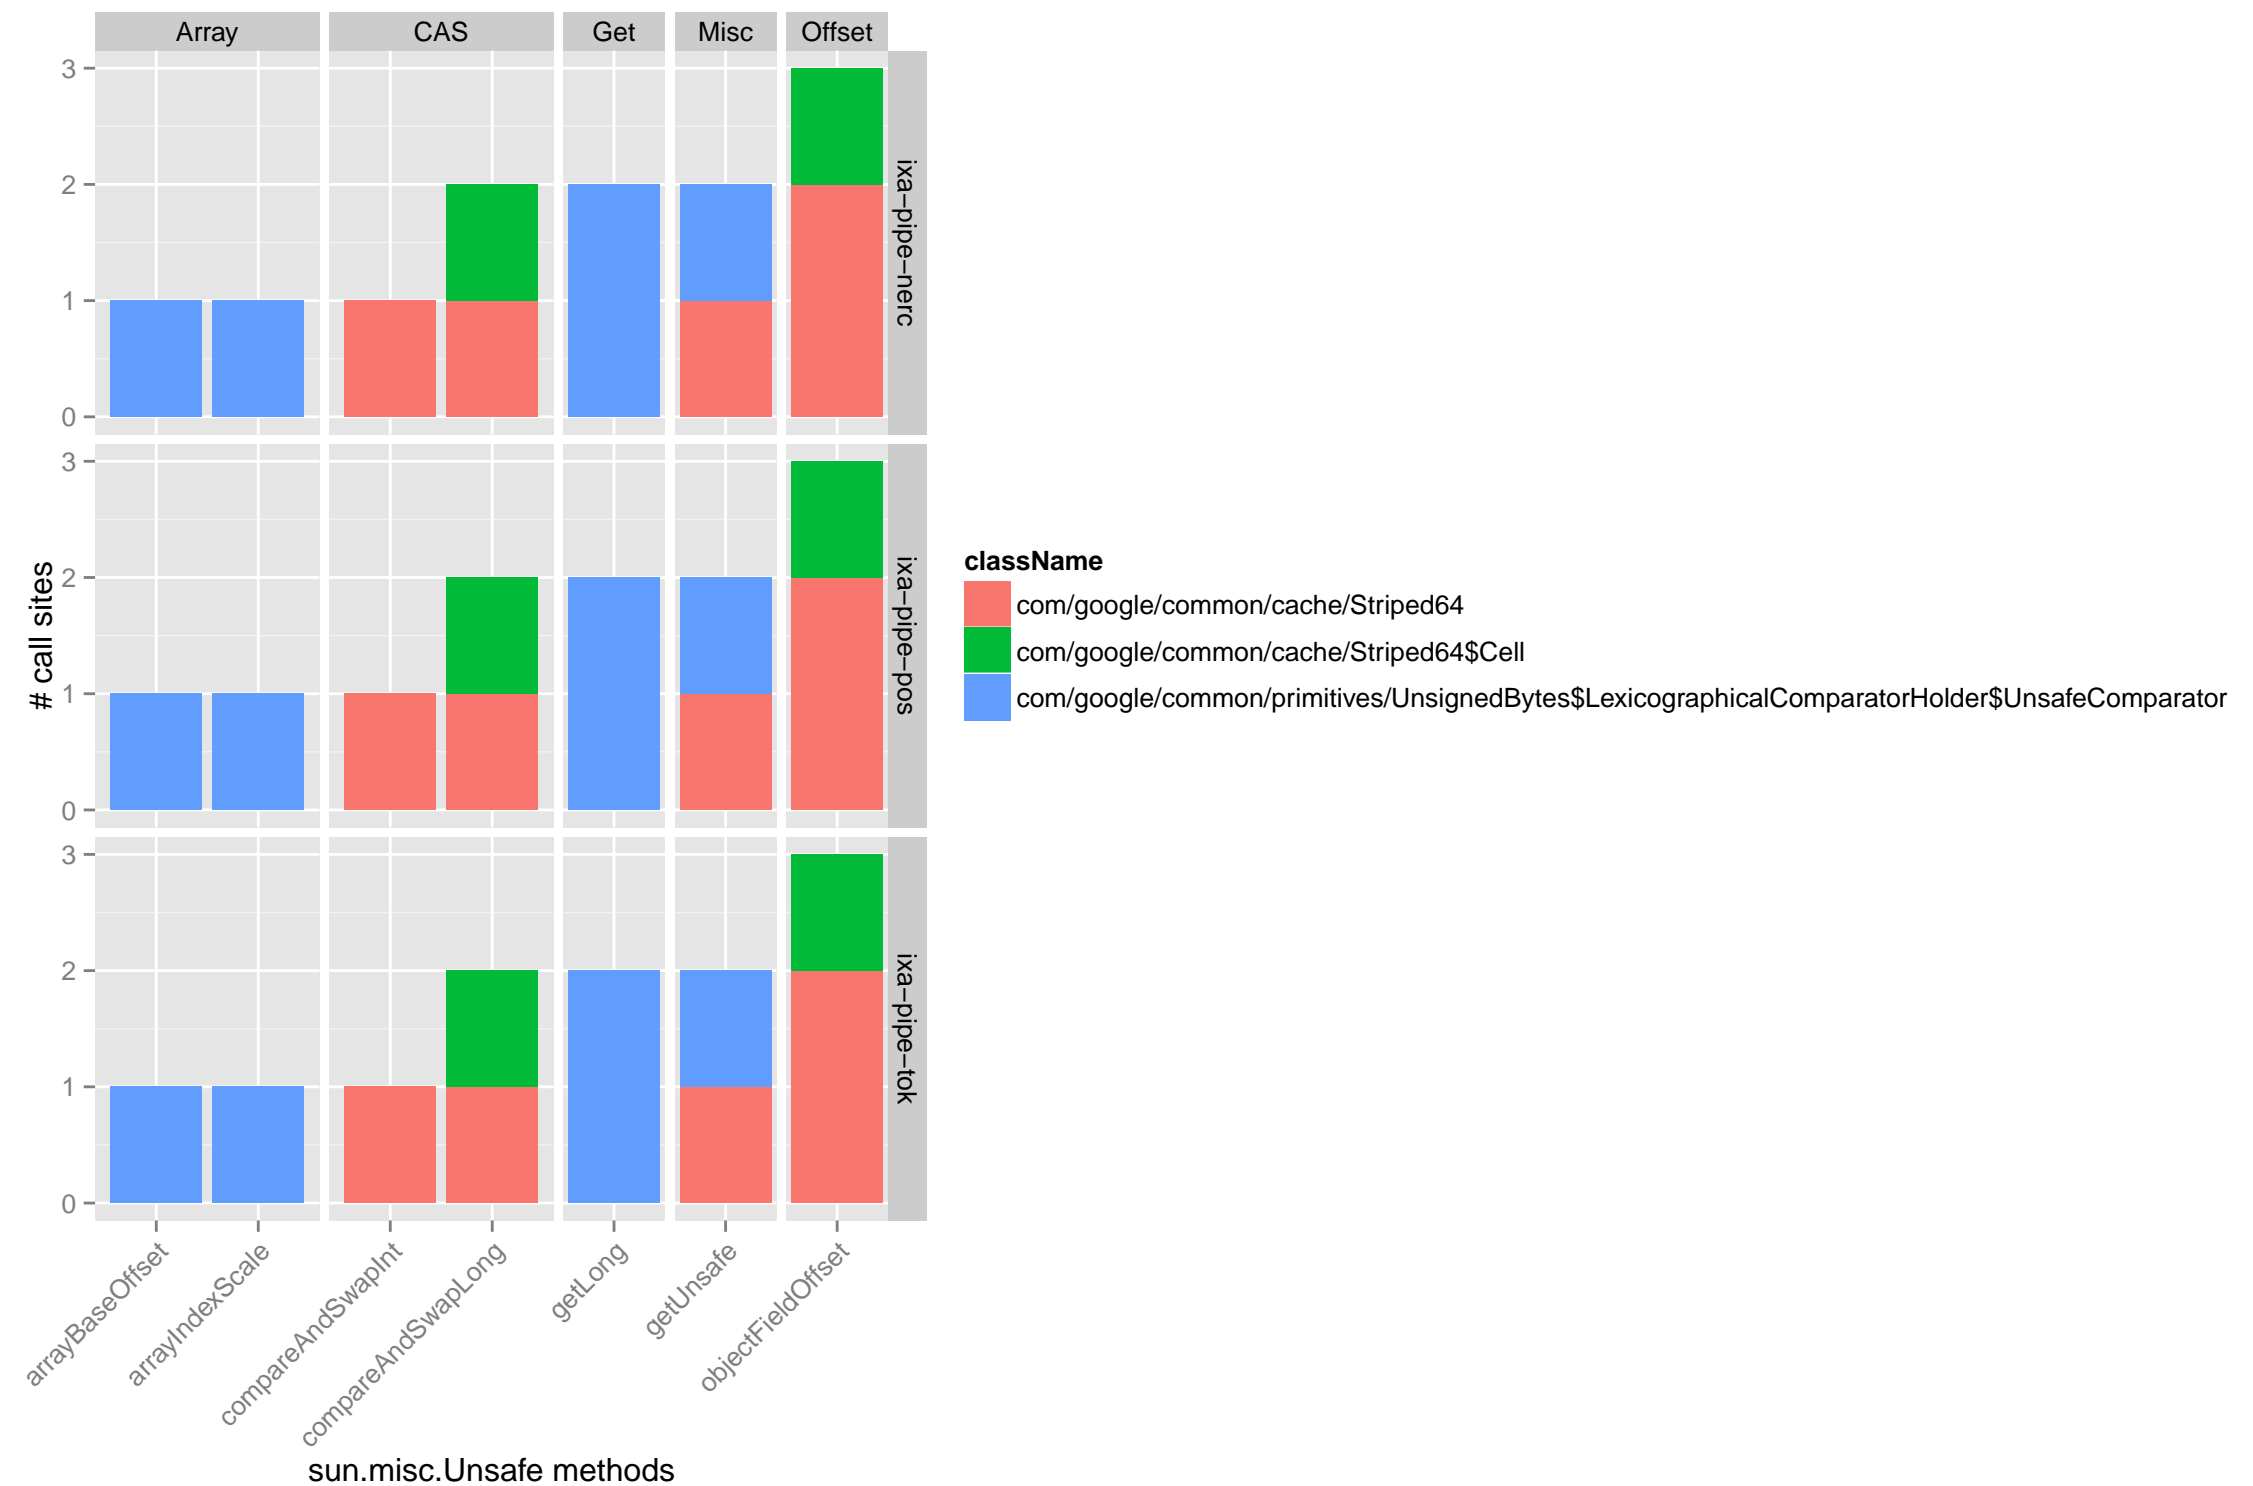 Array CAS Get Misc Offset
3
2
1
0
ixa−pipe−nerc
3
2
1
0
ixa−pipe−pos
3
2
1
0
ixa−pipe−tok
# call sites
arrayBaseOffset
arrayIndexScale
compareAndSwapInt
compareAndSwapLong
getLong
getUnsafe
objectFieldOffset
sun.misc.Unsafe methods
className
com/google/common/cache/Striped64
com/google/common/cache/Striped64$Cell
com/google/common/primitives/UnsignedBytes$LexicographicalComparatorHolder$UnsafeComparator